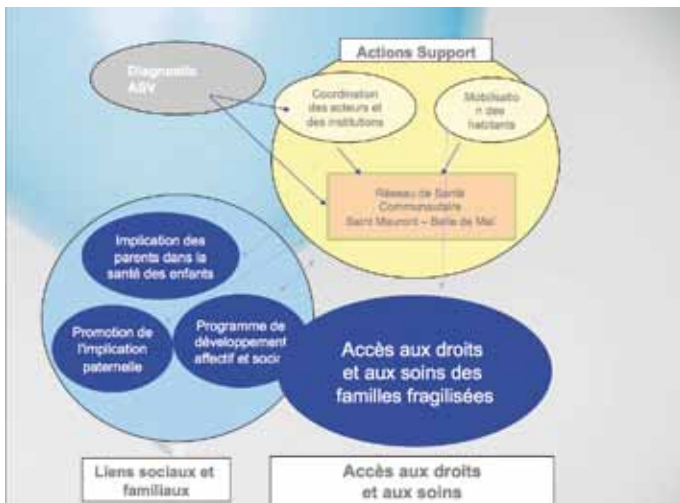 Actions Support
Diagnostic
ASV
Coordination
des acteurs et
des institutions
Mobilisatio
n des
habitants
Réseau de Santé
Communautaire
Saint Mauront – Belle de Mai
Implication des
parents dans la
santé des enfants
Promotion de
l'implication
paternelle
Programme de
développement
affectif et socia
Accès aux droits
et aux soins des
familles fragilisées
Liens sociaux et
familiaux
Accès aux droits
et aux soins